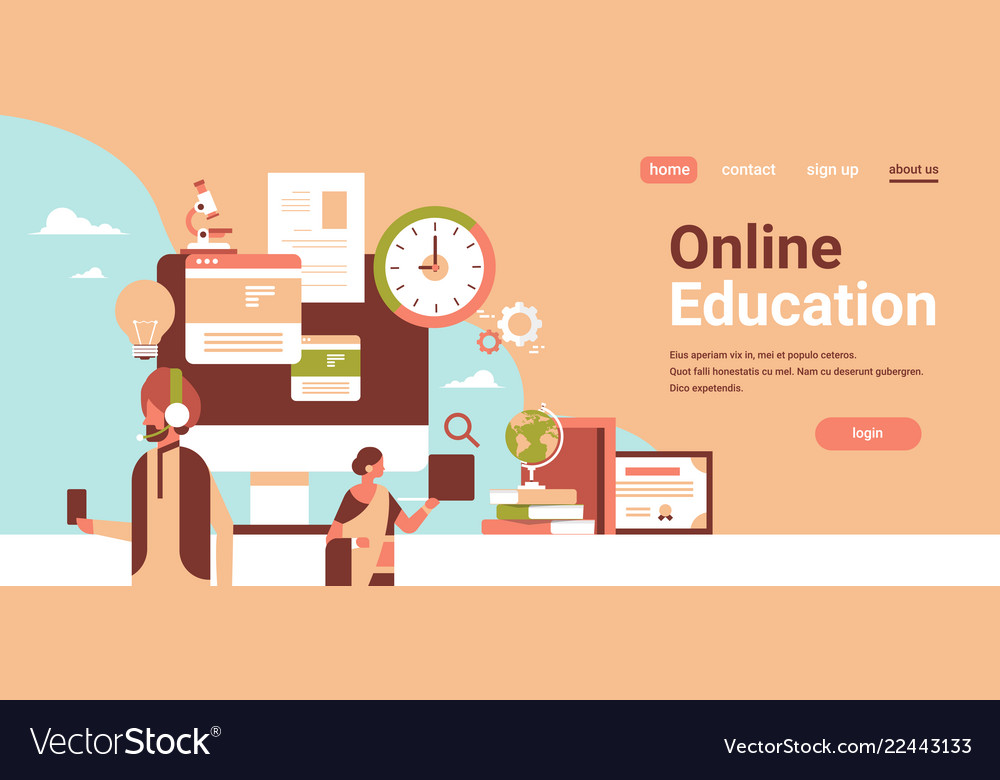 home contact sign up about us
Online
Education
Eius aperiam vix in, mei et populo ceteros.
Quot falli honestatis cu mel. Nam cu deserunt gubergren.
Dico expetendis.
login
VectorStock®
VectorStock.com/22443133